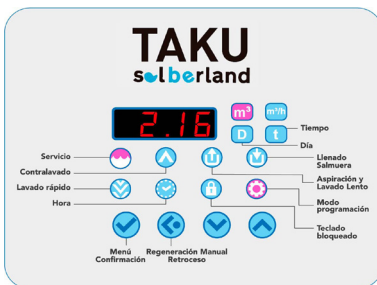 TAKU
solberland
2.16
m³
m³/h
D
t
Tiempo
Día
Servicio
Contralavado
Lavado rápido
Hora
Llenado
Salmuera
Aspiración y
Lavado Lento
Modo
programación
Teclado
bloqueado
Menú
Confirmación
Regeneración Manual
Retroceso